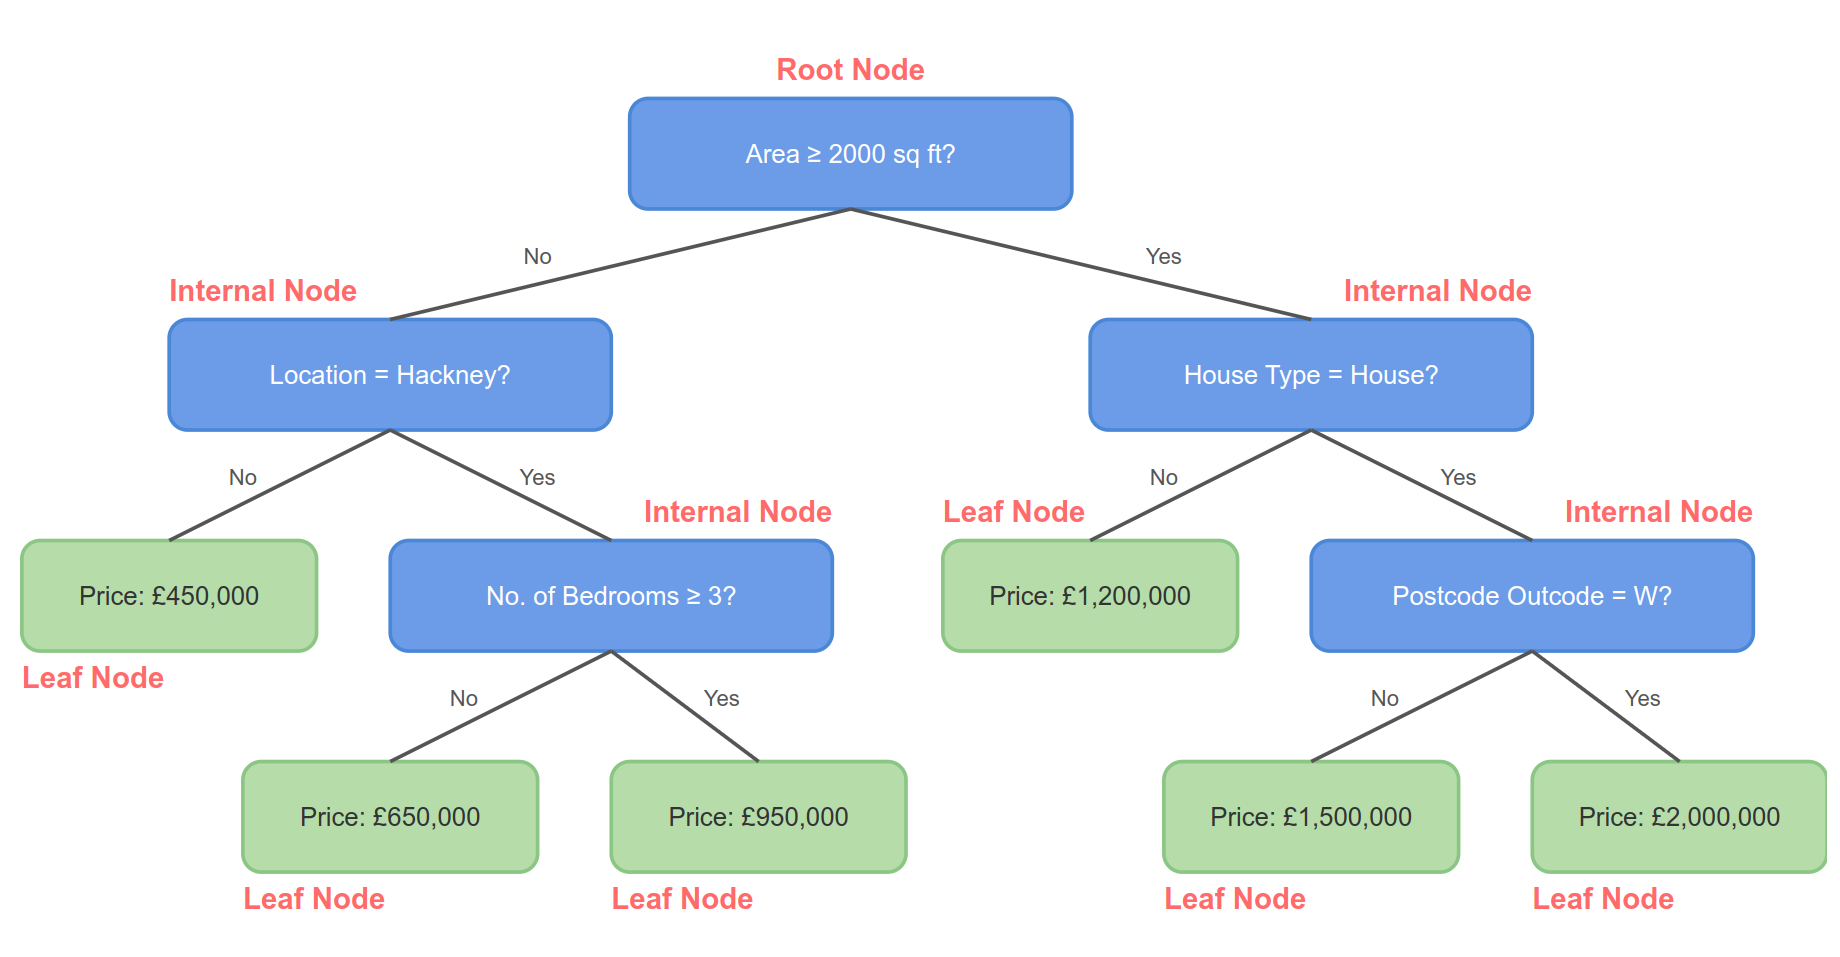 Root Node
Area ≥ 2000 sq ft?
No
Yes
Internal Node
Internal Node
Location = Hackney?
House Type = House?
No
Yes
No
Yes
Internal Node
Leaf Node
Internal Node
Price: £450,000
No. of Bedrooms ≥ 3?
Price: £1,200,000
Postcode Outcode = W?
Leaf Node
No
Yes
No
Yes
Price: £650,000
Price: £950,000
Price: £1,500,000
Price: £2,000,000
Leaf Node
Leaf Node
Leaf Node
Leaf Node